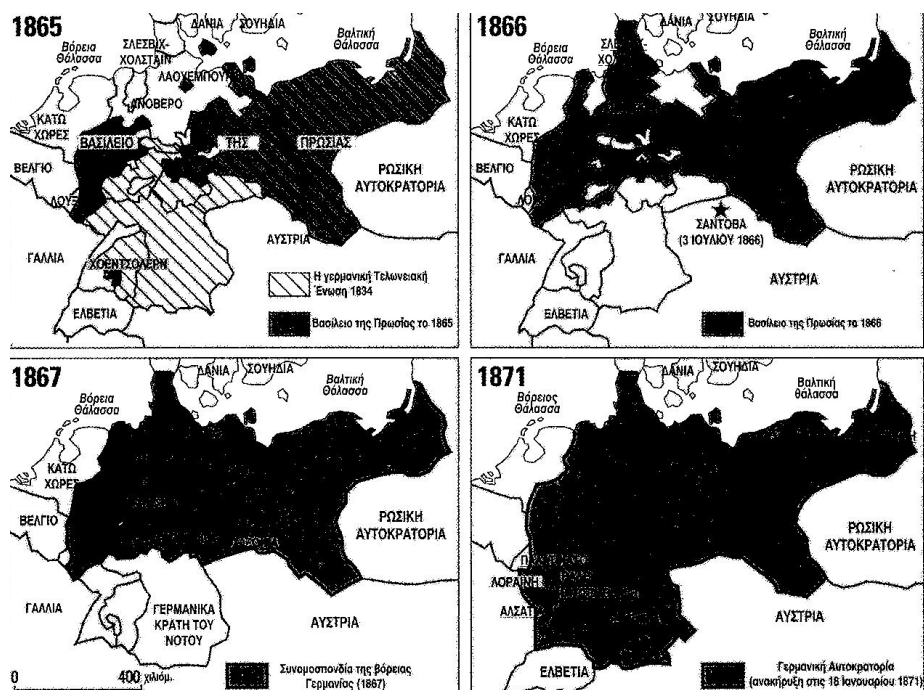 1865
Βόρεια
Θάλασσα
ΔΑΝΙΑ
ΣΟΥΗΔΙΑ
Βαλτική
Θάλασσα
ΣΛΕΣΒΙΧ-
ΧΟΛΣΤΑΪΝ
ΛΑΟΥΕΜΠΟΥΡΓ
ΑΝΟΒΕΡΟ
ΚΑΤΩ
ΧΩΡΕΣ
ΒΑΣΙΛΕΙΟ ΤΗΣ ΠΡΩΣΙΑΣ
ΒΕΛΓΙΟ
ΡΩΣΙΚΗ
ΑΥΤΟΚΡΑΤΟΡΙΑ
ΛΟΥΞ
ΓΑΛΛΙΑ
ΑΥΣΤΡΙΑ
ΧΟΕΝΤΣΟΛΕΡΝ
ΕΛΒΕΤΙΑ
Η γερμανική Τελωνειακή
Ένωση 1834
Βασίλειο της Πρωσίας το 1865
1866
Βόρεια
Θάλασσα
ΔΑΝΙΑ
ΣΟΥΗΔΙΑ
Βαλτική
Θάλασσα
ΚΑΤΩ
ΧΩΡΕΣ
ΒΕΛΓΙΟ
ΡΩΣΙΚΗ
ΑΥΤΟΚΡΑΤΟΡΙΑ
ΣΑΝΤΟΒΑ
(3 ΙΟΥΛΙΟΥ 1866)
ΓΑΛΛΙΑ
ΑΥΣΤΡΙΑ
ΕΛΒΕΤΙΑ
Βασίλειο της Πρωσίας το 1866
1867
Βόρεια
Θάλασσα
ΔΑΝΙΑ
ΣΟΥΗΔΙΑ
Βαλτική
Θάλασσα
ΚΑΤΩ
ΧΩΡΕΣ
ΒΕΛΓΙΟ
ΡΩΣΙΚΗ
ΑΥΤΟΚΡΑΤΟΡΙΑ
ΓΑΛΛΙΑ
ΓΕΡΜΑΝΙΚΑ
ΚΡΑΤΗ ΤΟΥ
ΝΟΤΟΥ
ΑΥΣΤΡΙΑ
0 400 χιλιόμ.
Συνομοσπονδία της βόρειας
Γερμανίας (1867)
1871
Βόρειος
Θάλασσα
ΔΑΝΙΑ
ΣΟΥΗΔΙΑ
Βαλτική
θάλασσα
ΡΩΣΙΚΗ
ΑΥΤΟΚΡΑΤΟΡΙΑ
ΛΟΡΑΙΝΗ
ΑΛΣΑΤ
ΑΥΣΤΡΙΑ
ΕΛΒΕΤΙΑ
Γερμανική Αυτοκρατορία
(ανακήρυξη στις 18 Ιανουαρίου 1871)